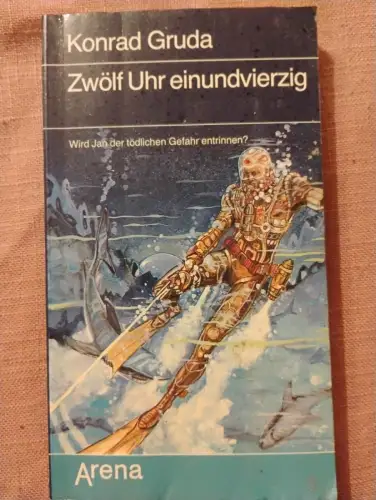 Konrad Gruda
Zwölf Uhr einundvierzig
Wird Jan der tödlichen Gefahr entrinnen?
Arena